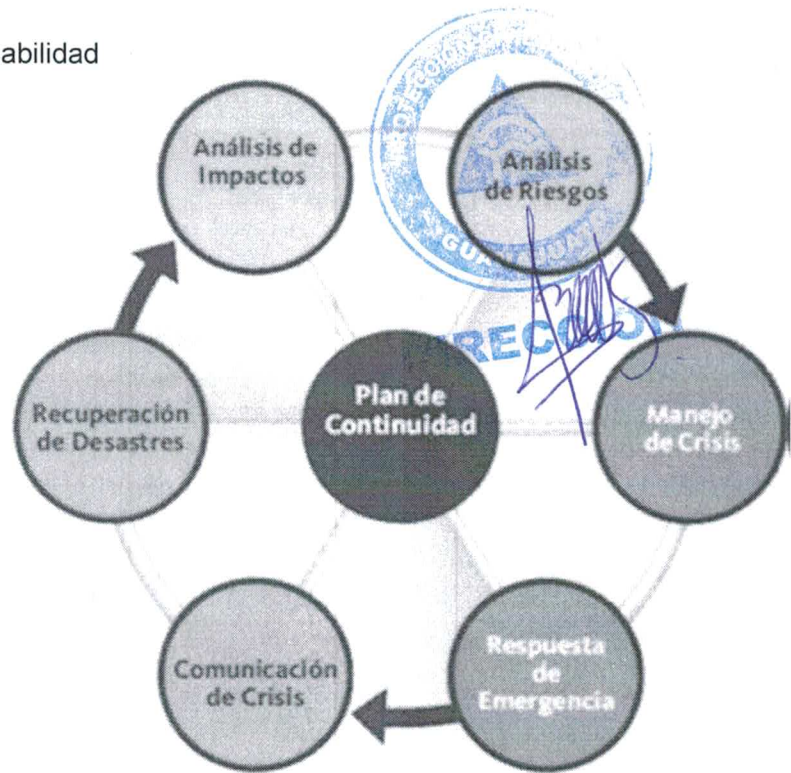 abilidad
Análisis de
Impactos
Análisis
de Riesgos
Recuperación
de Desastres
Plan de
Continuidad
Manejo
de Crisis
Comunicación
de Crisis
Respuesta
de
Emergencia